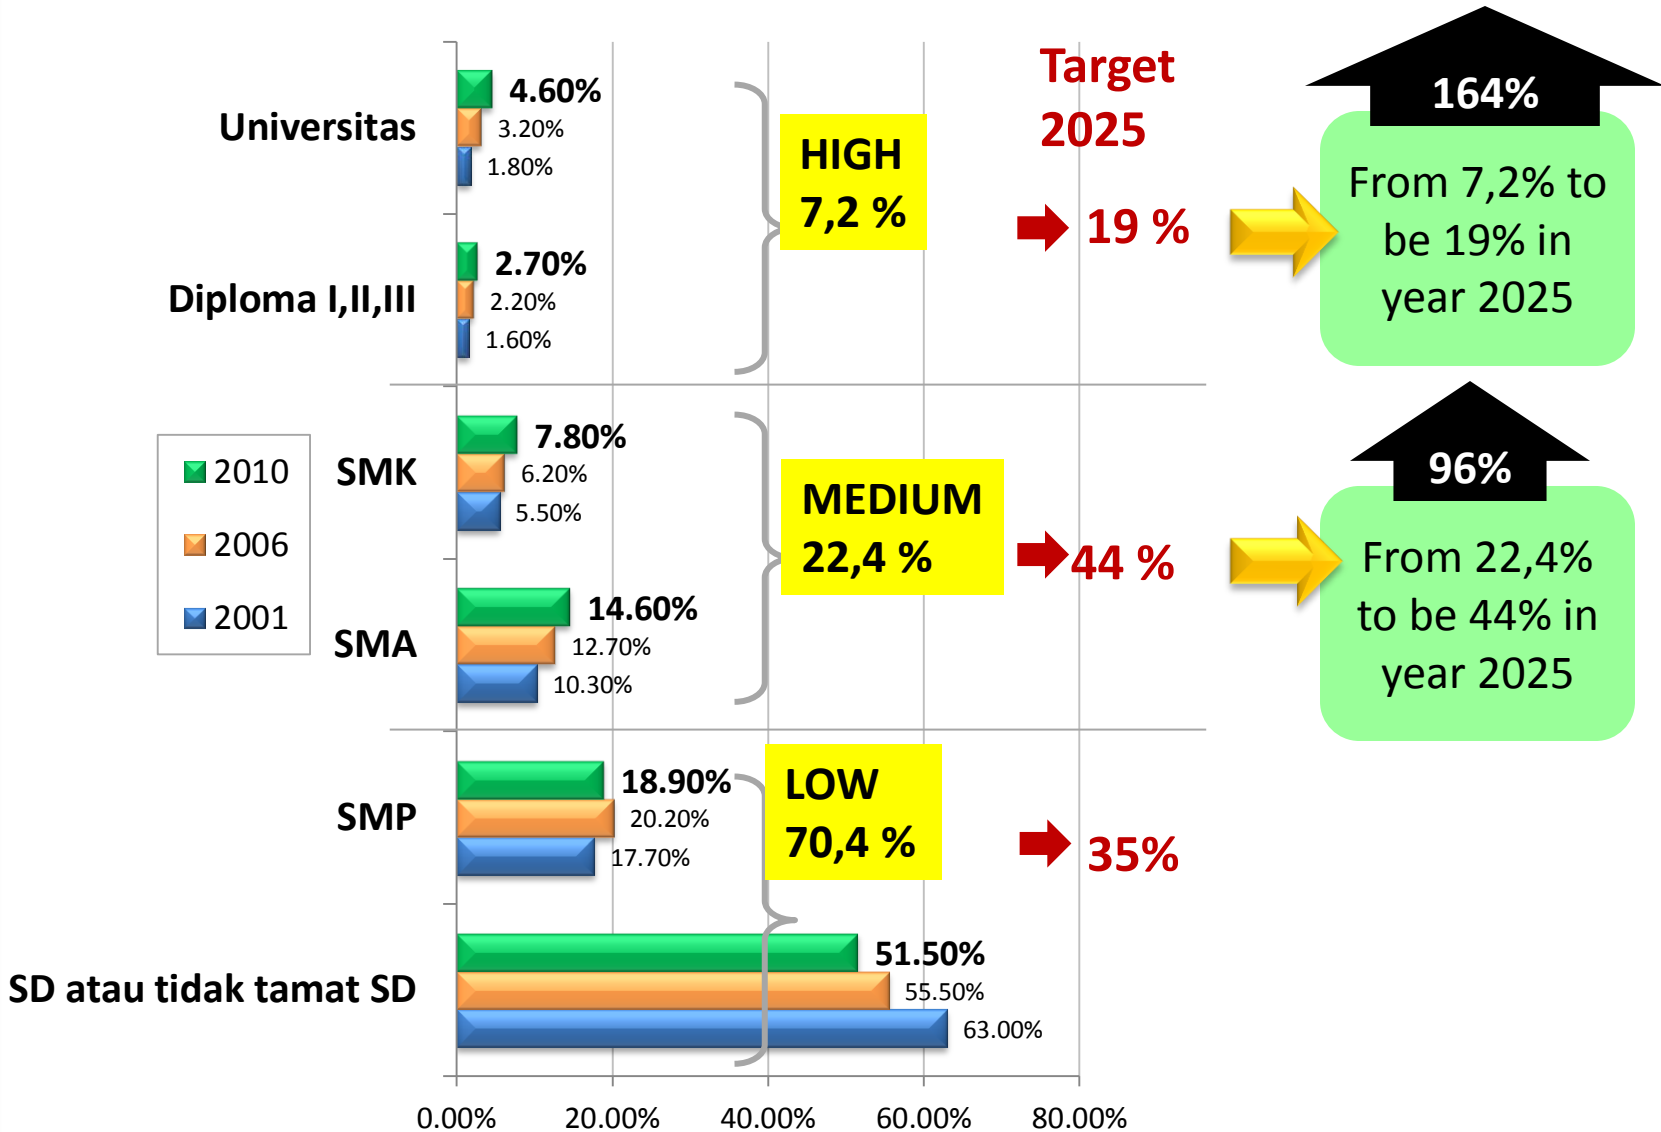 Universitas
4.60%
3.20%
1.80%
Diploma I,II,III
2.70%
2.20%
1.60%
SMK
7.80%
6.20%
5.50%
SMA
14.60%
12.70%
10.30%
SMP
18.90%
20.20%
17.70%
SD atau tidak tamat SD
51.50%
55.50%
63.00%
0.00%
20.00%
40.00%
60.00%
80.00%
2010
2006
2001
HIGH
7,2 %
MEDIUM
22,4 %
LOW
70,4 %
Target
2025
19 %
44 %
35%
164%
From 7,2% to
be 19% in
year 2025
96%
From 22,4%
to be 44% in
year 2025